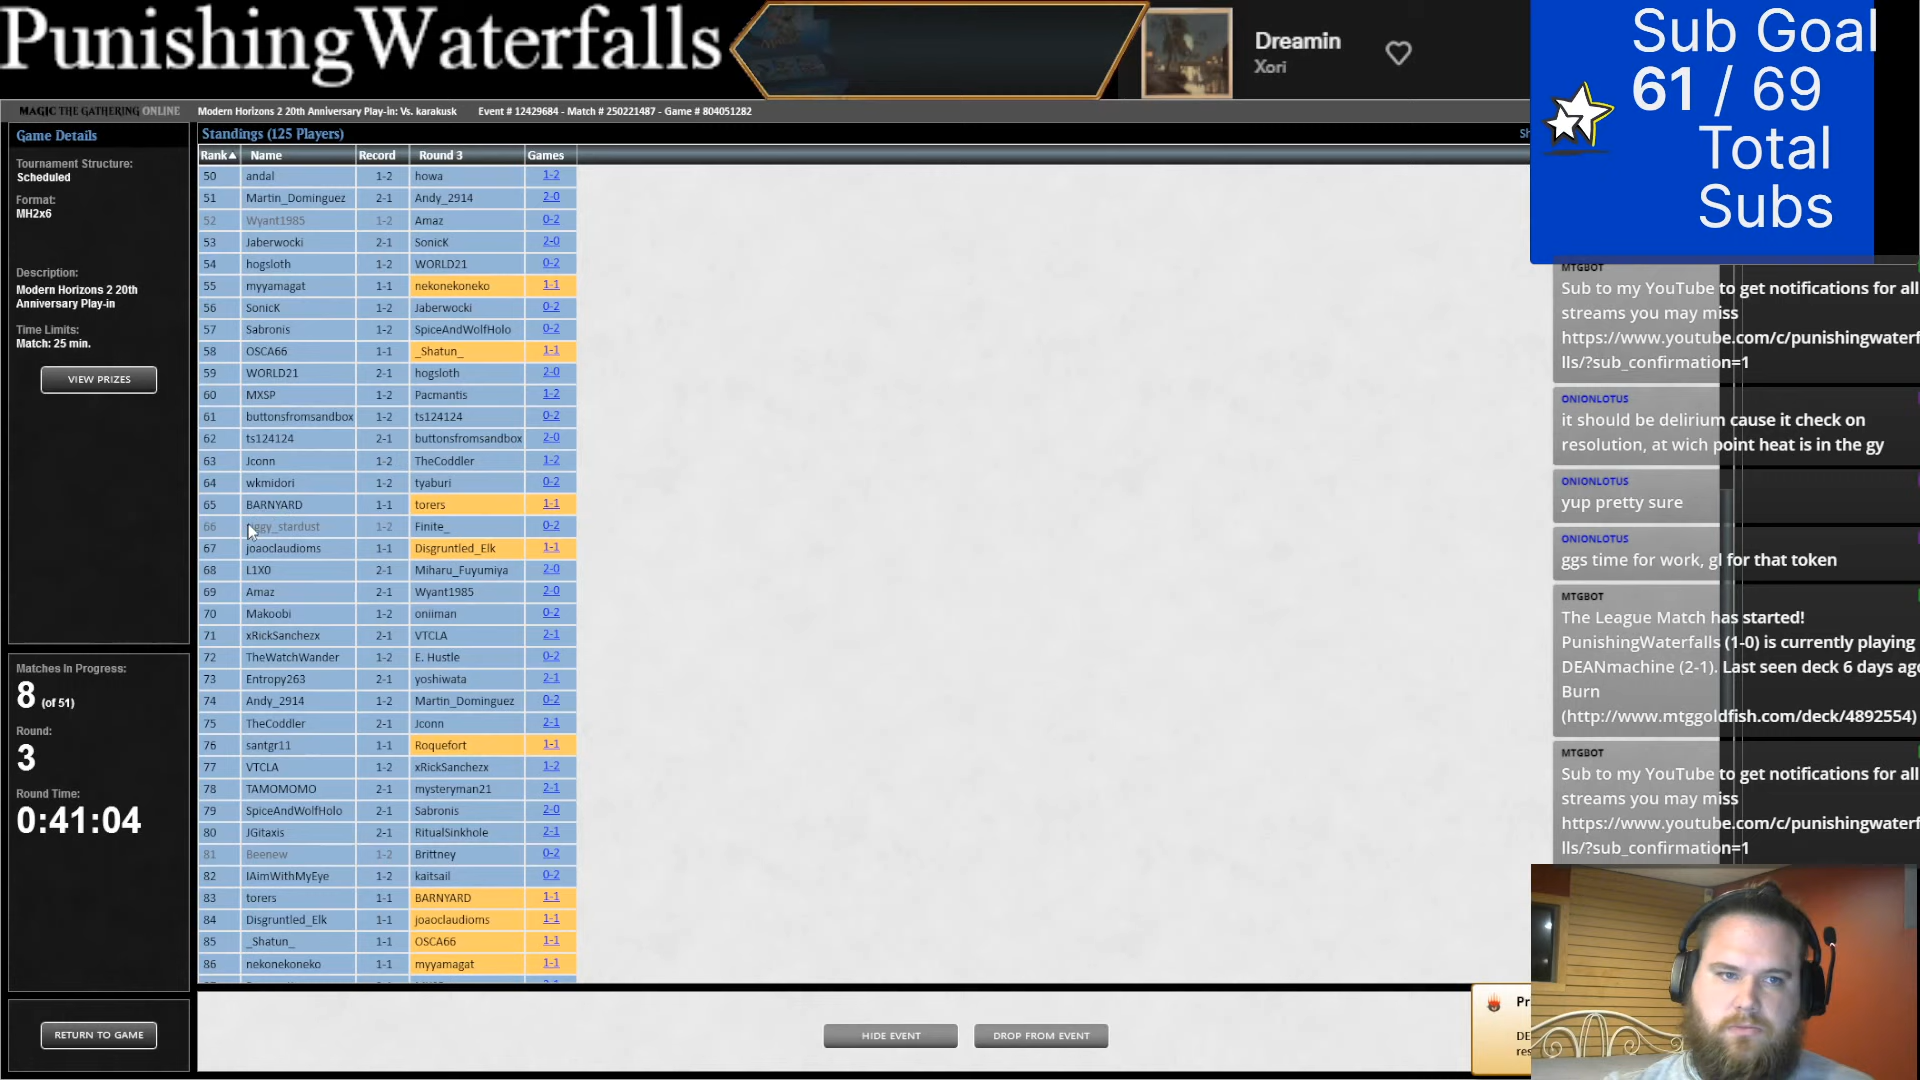 PunishingWaterfalls
Dreamin
Xori
Sub Goal
61 / 69
Total
Subs
MAGIC THE GATHERING ONLINE
Modern Horizons 2 20th Anniversary Play-in: Vs. karakusk Event # 12429684 - Match # 250221487 - Game # 804051282
Game Details
Tournament Structure:
Scheduled
Format:
MH2x6
Description:
Modern Horizons 2 20th
Anniversary Play-in
Time Limits:
Match: 25 min.
VIEW PRIZES
Matches In Progress:
8 (of 51)
Round:
3
Round Time:
0:41:04
RETURN TO GAME
Standings (125 Players)
Sh
Rank Name Record Round 3 Games
50 andal 1-2 howa 1-2
51 Martin_Dominguez 2-1 Andy_2914 2-0
52 Wyant1985 1-2 Amaz 0-2
53 Jaberwocki 2-1 SonicK 2-0
54 hogsloth 1-2 WORLD21 0-2
55 myyamagat 1-1 nekonekoneko 1-1
56 SonicK 1-2 Jaberwocki 0-2
57 Sabronis 1-2 SpiceAndWolfHolo 0-2
58 OSCA66 1-1 _Shatun_ 1-1
59 WORLD21 2-1 hogsloth 2-0
60 MXSP 1-2 Pacmantis 1-2
61 buttonsfromsandbox 1-2 ts124124 0-2
62 ts124124 2-1 buttonsfromsandbox 2-0
63 Jconn 1-2 TheCoddler 1-2
64 wkmidori 1-2 tyaburi 0-2
65 BARNYARD 1-1 torers 1-1
66 ggy_stardust 1-2 Finite_ 0-2
67 joaoclaudioms 1-1 Disgruntled_Elk 1-1
68 L1X0 2-1 Miharu_Fuyumiya 2-0
69 Amaz 2-1 Wyant1985 2-0
70 Makoobi 1-2 oniiman 0-2
71 xRickSanchezx 2-1 VTCLA 2-1
72 TheWatchWander 1-2 E. Hustle 0-2
73 Entropy263 2-1 yoshiwata 2-1
74 Andy_2914 1-2 Martin_Dominguez 0-2
75 TheCoddler 2-1 Jconn 2-1
76 santgr11 1-1 Roquefort 1-1
77 VTCLA 1-2 xRickSanchezx 1-2
78 TAMOMOMO 2-1 mysteryman21 2-1
79 SpiceAndWolfHolo 2-1 Sabronis 2-0
80 JGitaxis 2-1 RitualSinkhole 2-1
81 Beenew 1-2 Brittney 0-2
82 IAimWithMyEye 1-2 kaitsail 0-2
83 torers 1-1 BARNYARD 1-1
84 Disgruntled_Elk 1-1 joaoclaudioms 1-1
85 _Shatun_ 1-1 OSCA66 1-1
86 nekonekoneko 1-1 myyamagat 1-1
HIDE EVENT
DROP FROM EVENT
Pr
DE
res
MTGBOT
Sub to my YouTube to get notifications for all
streams you may miss
https://www.youtube.com/c/punishingwaterf
lls/?sub_confirmation=1
ONIONLOTUS
it should be delirium cause it check on
resolution, at wich point heat is in the gy
ONIONLOTUS
yup pretty sure
ONIONLOTUS
ggs time for work, gl for that token
MTGBOT
The League Match has started!
PunishingWaterfalls (1-0) is currently playing
DEANmachine (2-1). Last seen deck 6 days ago
Burn
(http://www.mtggoldfish.com/deck/4892554)
MTGBOT
Sub to my YouTube to get notifications for all
streams you may miss
https://www.youtube.com/c/punishingwaterf
lls/?sub_confirmation=1